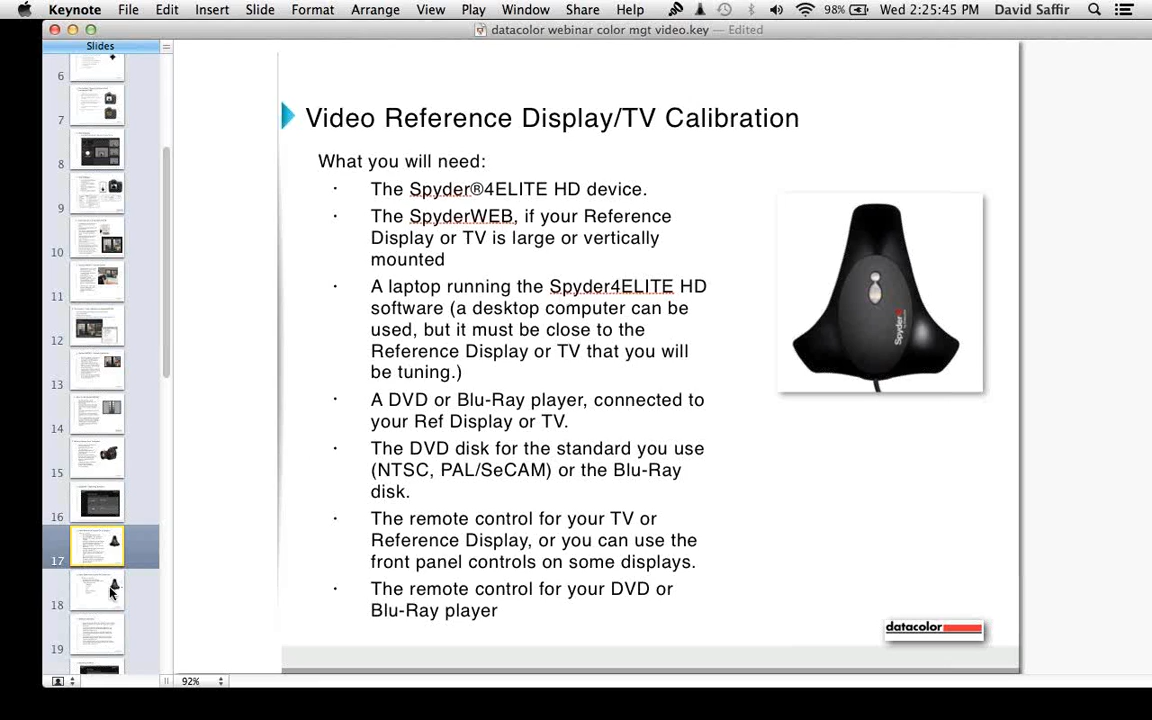 Keynote File Edit Insert Slide Format Arrange View Play Window Share Help 98% Wed 2:25:45 PM David Saffir
datacolor webinar color mgt video.key — Edited
Slides
6
7
8
9
10
11
12
13
14
15
16
17
18
19
Video Reference Display/TV Calibration
What you will need:
· The Spyder®4ELITE HD device.
· The SpyderWEB, if your Reference
Display or TV is large or vertically
mounted
· A laptop running the Spyder4ELITE HD
software (a desktop computer can be
used, but it must be close to the
Reference Display or TV that you will
be tuning.)
· A DVD or Blu-Ray player, connected to
your Ref Display or TV.
· The DVD disk for the standard you use
(NTSC, PAL/SeCAM) or the Blu-Ray
disk.
· The remote control for your TV or
Reference Display, or you can use the
front panel controls on some displays.
· The remote control for your DVD or
Blu-Ray player
Spyder
datacolor
92%